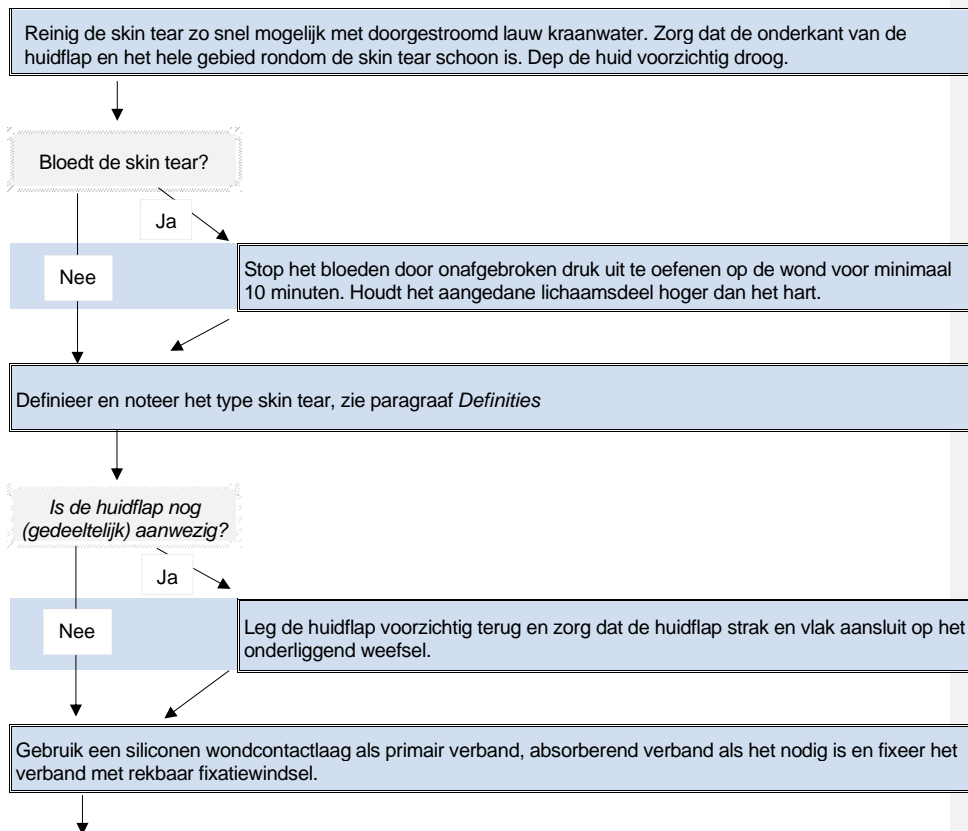 Reinig de skin tear zo snel mogelijk met doorgestroomd lauw kraanwater. Zorg dat de onderkant van de
huidflap en het hele gebied rondom de skin tear schoon is. Dep de huid voorzichtig droog.
Bloedt de skin tear?
Ja
Nee
Stop het bloeden door onafgebroken druk uit te oefenen op de wond voor minimaal
10 minuten. Houdt het aangedane lichaamsdeel hoger dan het hart.
Definieer en noteer het type skin tear, zie paragraaf Definities
Is de huidflap nog
(gedeeltelijk) aanwezig?
Ja
Nee
Leg de huidflap voorzichtig terug en zorg dat de huidflap strak en vlak aansluit op het
onderliggend weefsel.
Gebruik een siliconen wondcontactlaag als primair verband, absorberend verband als het nodig is en fixeer het
verband met rekbaar fixatiewindsel.